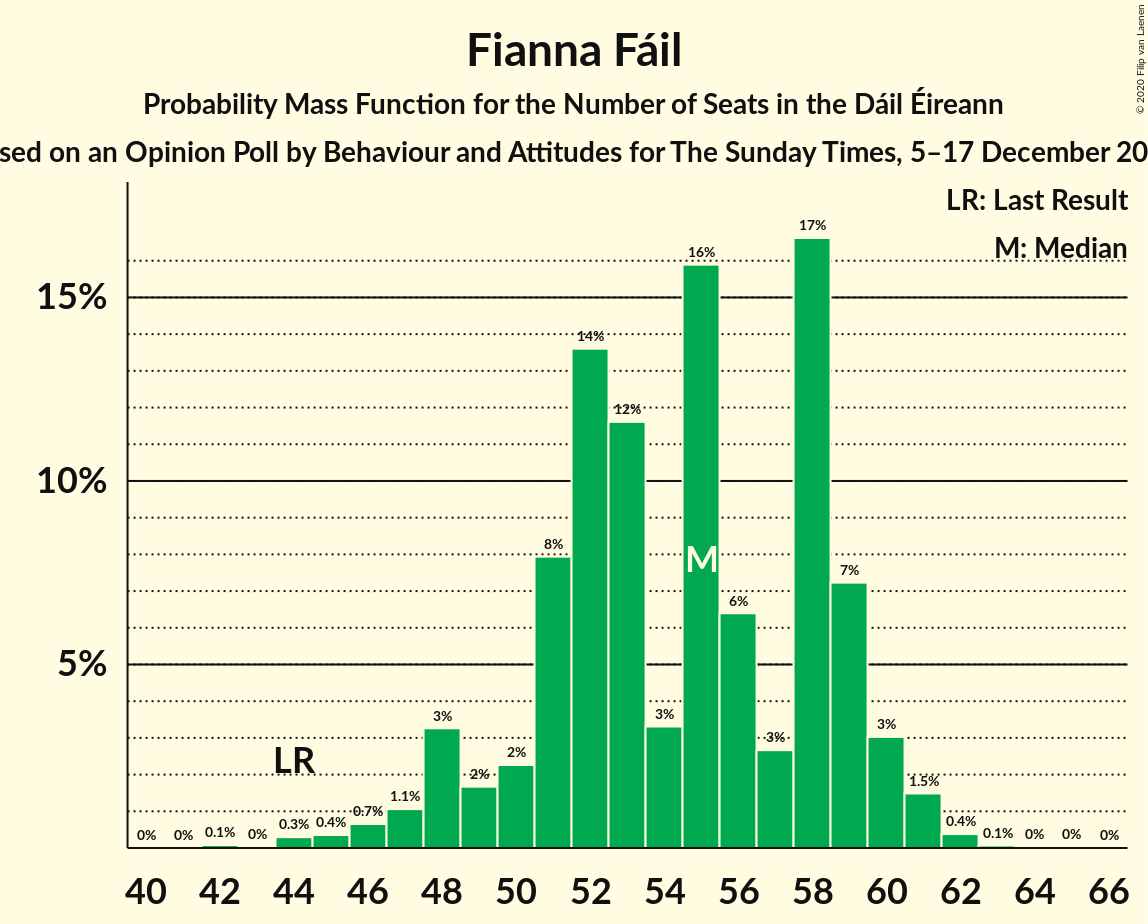 Fianna Fáil
Probability Mass Function for the Number of Seats in the Dáil Éireann
sed on an Opinion Poll by Behaviour and Attitudes for The Sunday Times, 5–17 December 20
© 2020 Filip van Laenen
LR: Last Result
M: Median
15%
10%
5%
0% 0% 0.1% 0% 0.3% 0.4% 0.7% 1.1% 3% 2% 2% 8% 14% 12% 3% 16% 6% 3% 17% 7% 3% 1.5% 0.4% 0.1% 0% 0% 0%
LR
M
40 42 44 46 48 50 52 54 56 58 60 62 64 66